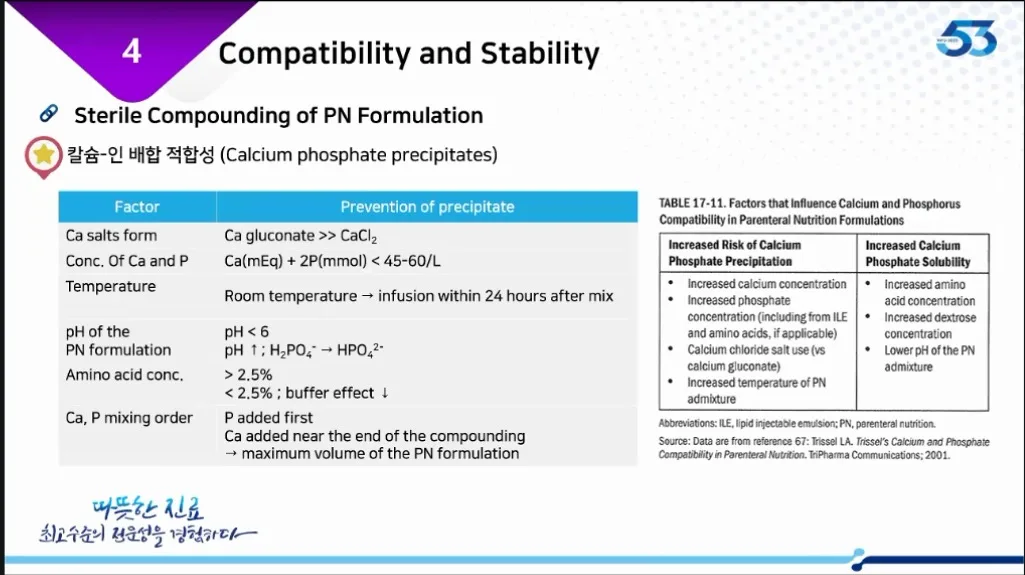 4
Compatibility and Stability
53
Sterile Compounding of PN Formulation
칼슘-인 배합 적합성 (Calcium phosphate precipitates)
Factor
Prevention of precipitate
Ca salts form
Ca gluconate >> CaCl₂
Conc. Of Ca and P
Ca(mEq) + 2P(mmol) < 45-60/L
Temperature
Room temperature → infusion within 24 hours after mix
pH of the
PN formulation
pH < 6
pH ↑ ; H₂PO₄⁻ → HPO₄²⁻
Amino acid conc.
> 2.5%
< 2.5% ; buffer effect ↓
Ca, P mixing order
P added first
Ca added near the end of the compounding
→ maximum volume of the PN formulation
TABLE 17-11. Factors that Influence Calcium and Phosphorus
Compatibility in Parenteral Nutrition Formulations
Increased Risk of Calcium
Phosphate Precipitation
• Increased calcium concentration
• Increased phosphate
concentration (including from ILE
and amino acids, if applicable)
• Calcium chloride salt use (vs
calcium gluconate)
• Increased temperature of PN
admixture
Increased Calcium
Phosphate Solubility
• Increased amino
acid concentration
• Increased dextrose
concentration
• Lower pH of the PN
admixture
Abbreviations: ILE, lipid injectable emulsion; PN, parenteral nutrition.
Source: Data are from reference 67: Trissel LA. Trissel's Calcium and Phosphate
Compatibility in Parenteral Nutrition. TriPharma Communications; 2001.
따뜻한 진료
최고수준의 전문성을 경험하다